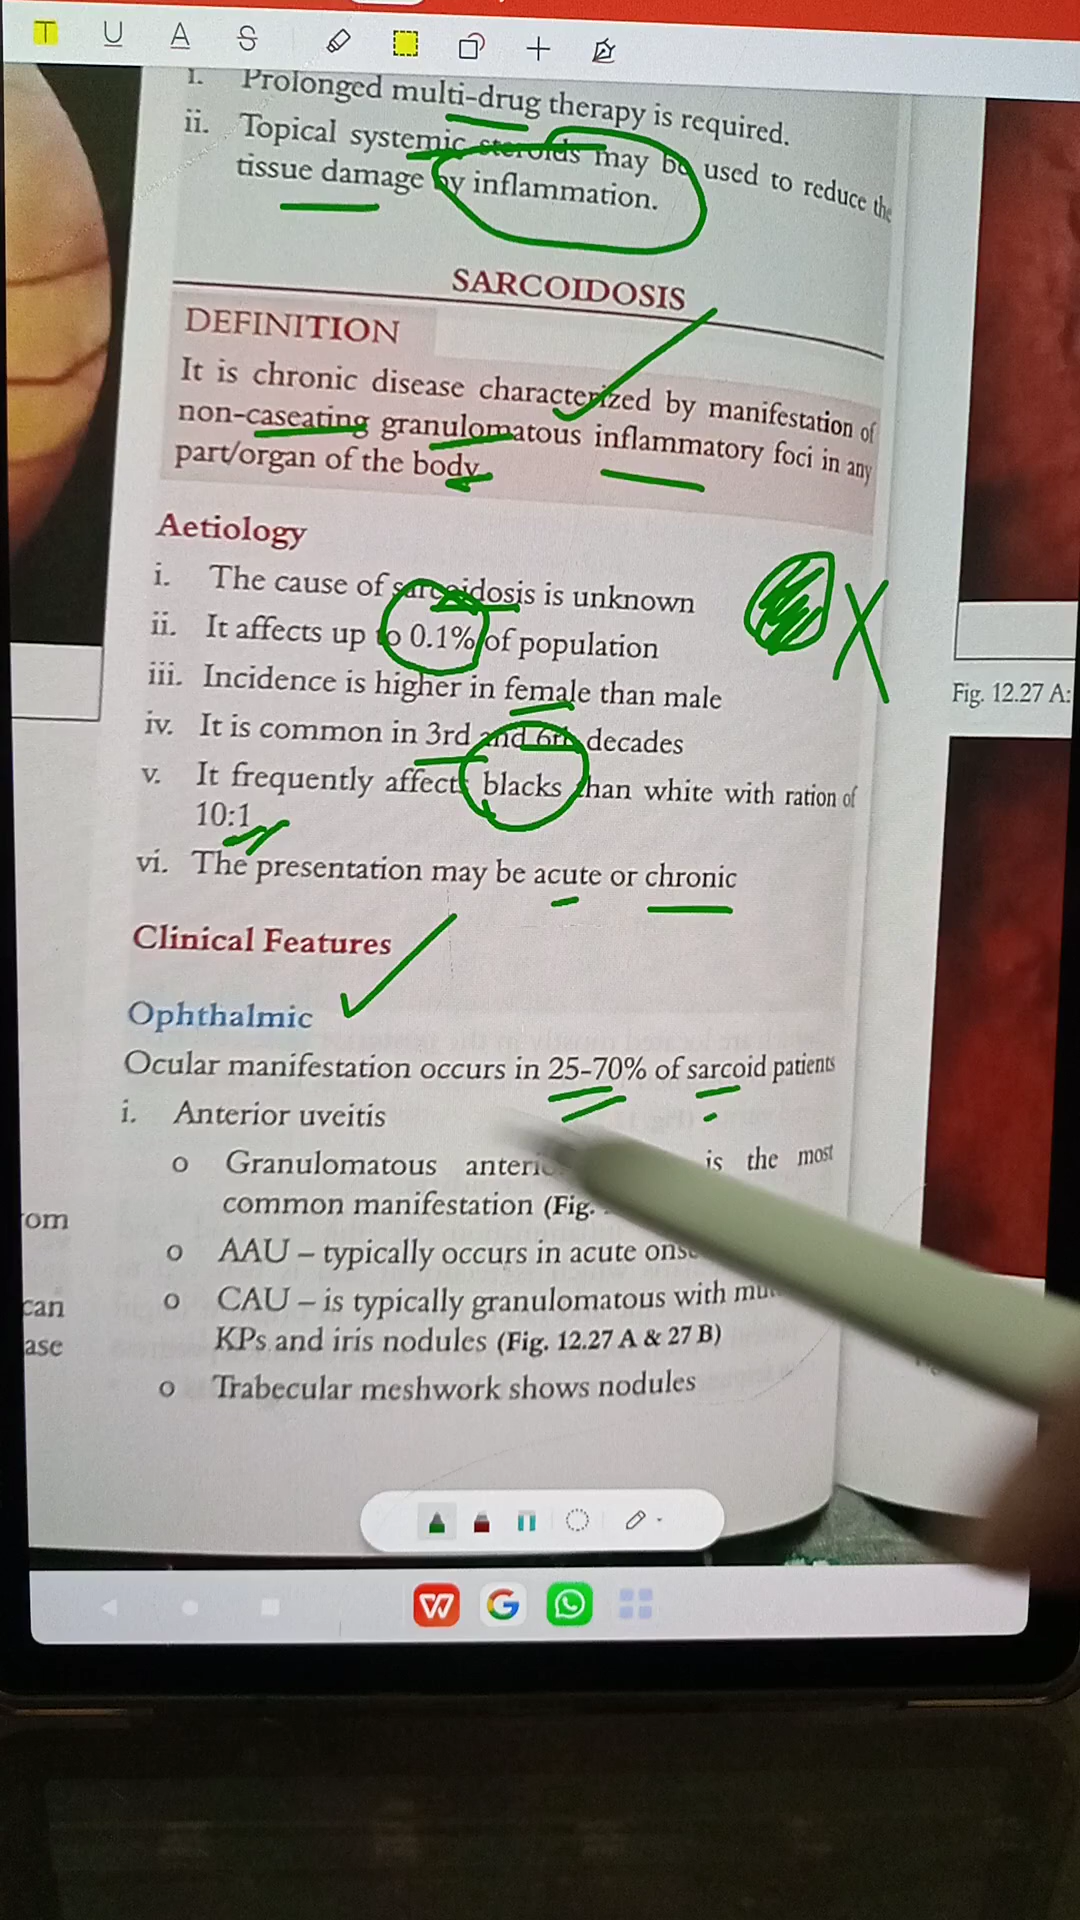 T U A S
i. Prolonged multi-drug therapy is required.
ii. Topical systemic steroids may be used to reduce the
tissue damage by inflammation.
SARCOIDOSIS
DEFINITION
It is chronic disease characterized by manifestation of
non-caseating granulomatous inflammatory foci in any
part/organ of the body
Aetiology
i. The cause of sarcoidosis is unknown
ii. It affects up to 0.1% of population
iii. Incidence is higher in female than male
iv. It is common in 3rd and 6th decades
v. It frequently affects blacks than white with ration of
10:1
vi. The presentation may be acute or chronic
X
Fig. 12.27 A:
Clinical Features
Ophthalmic
Ocular manifestation occurs in 25-70% of sarcoid patients
i. Anterior uveitis
o Granulomatous is the most
common manifestation (Fig.
o AAU – typically occurs in acute
o CAU – is typically granulomatous with
KPs and iris nodules (Fig. 12.27 A & 27 B)
o Trabecular meshwork shows nodules
om
can
ase
W G